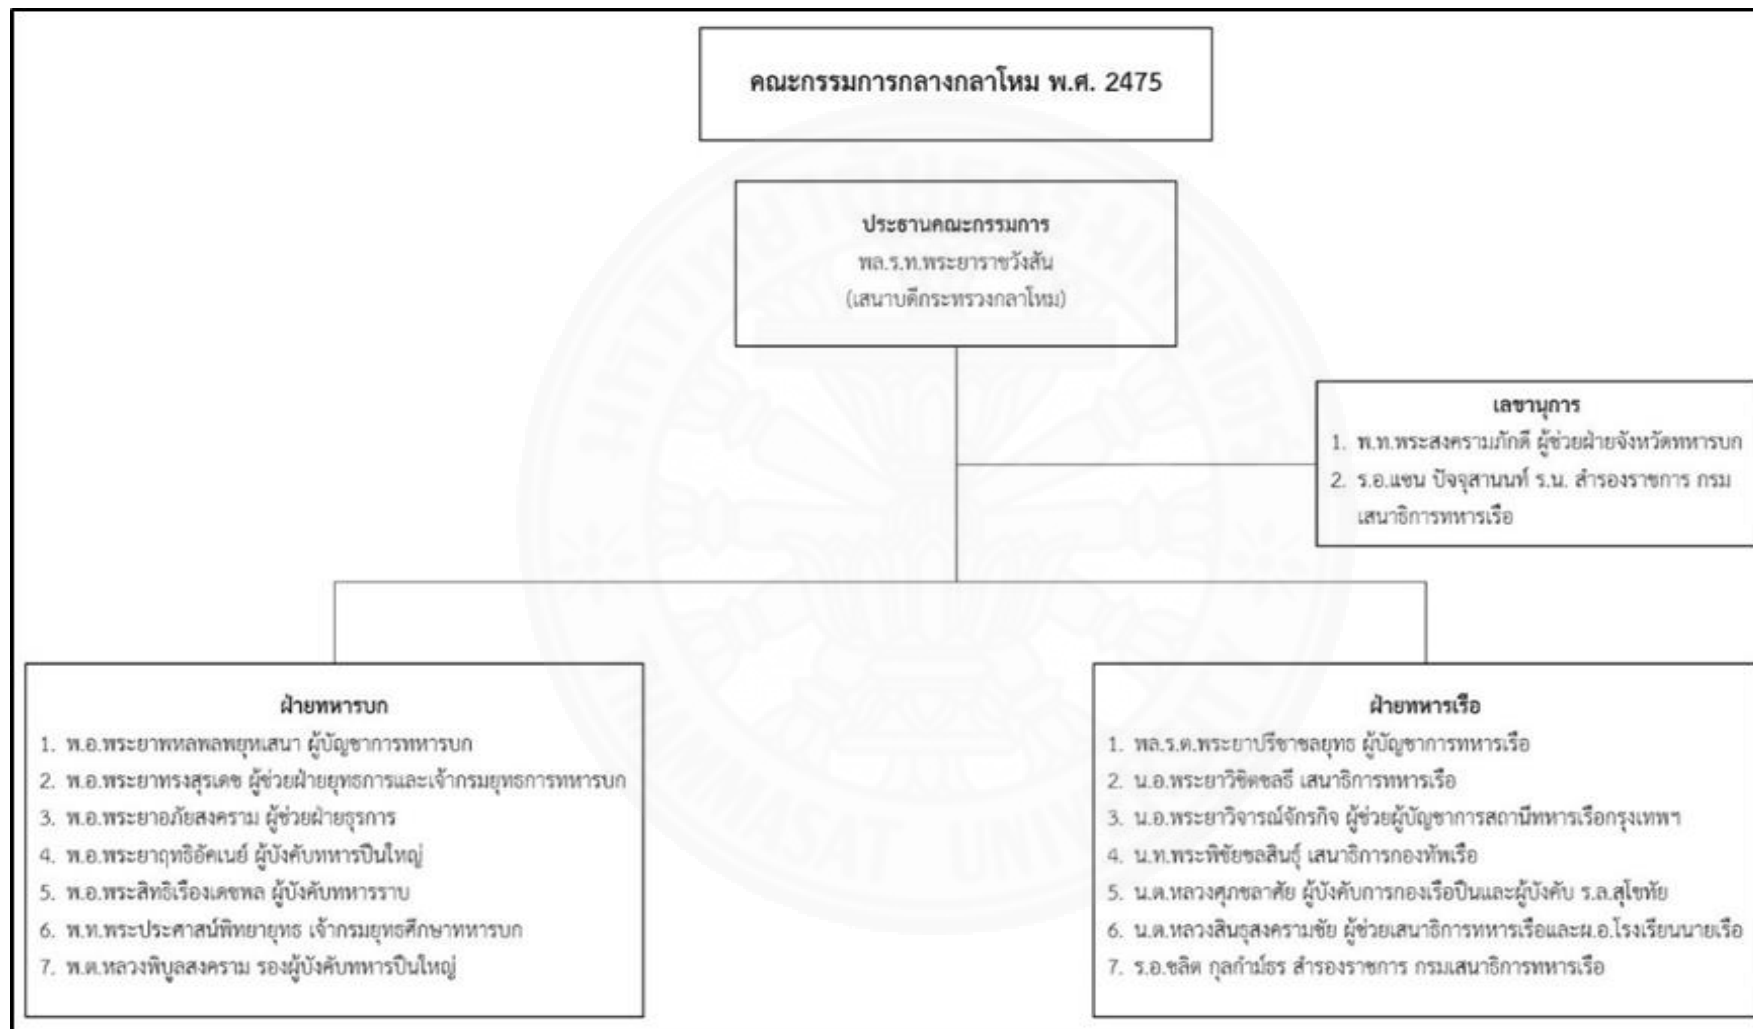 คณะกรรมการกลางกลาโหม พ.ศ. 2475
ประธานคณะกรรมการ
พล.ร.ท.พระยาราชวังสัน
(เสนาบดีกระทรวงกลาโหม)
เลขานุการ
1. พ.ท.พระสงครามภักดี ผู้ช่วยฝ่ายจังหวัดทหารบก
2. ร.อ.แชน ปัจจุสานนท์ ร.น. สำรองราชการ กรม
เสนาธิการทหารเรือ
ฝ่ายทหารบก
1. พ.อ.พระยาพหลพลพยุหเสนา ผู้บัญชาการทหารบก
2. พ.อ.พระยาทรงสุรเดช ผู้ช่วยฝ่ายยุทธการและเจ้ากรมยุทธการทหารบก
3. พ.อ.พระยาอภัยสงคราม ผู้ช่วยฝ่ายธุรการ
4. พ.อ.พระยาฤทธิอัคเนย์ ผู้บังคับทหารปืนใหญ่
5. พ.อ.พระสิทธิเรืองเดชพล ผู้บังคับทหารราบ
6. พ.ท.พระประศาสน์พิทยายุทธ เจ้ากรมยุทธศึกษาทหารบก
7. พ.ต.หลวงพิบูลสงคราม รองผู้บังคับทหารปืนใหญ่
ฝ่ายทหารเรือ
1. พล.ร.ต.พระยาปรีชาชลยุทธ ผู้บัญชาการทหารเรือ
2. น.อ.พระยาวิชิตชลธี เสนาธิการทหารเรือ
3. น.อ.พระยาวิจารณ์จักรกิจ ผู้ช่วยผู้บัญชาการสถานีทหารเรือกรุงเทพฯ
4. น.ท.พระพิชัยชลสินธุ์ เสนาธิการกองทัพเรือ
5. น.ต.หลวงศุภชลาศัย ผู้บังคับการกองเรือปืนและผู้บังคับ ร.ล.สุโขทัย
6. น.ต.หลวงสินธุสงครามชัย ผู้ช่วยเสนาธิการทหารเรือและผ.อ.โรงเรียนนายเรือ
7. ร.อ.ชลิต กุลกำม์ธร สำรองราชการ กรมเสนาธิการทหารเรือ
มหาวิทยาลัยธรรมศาสตร์
THAMMASAT UNIVERSITY